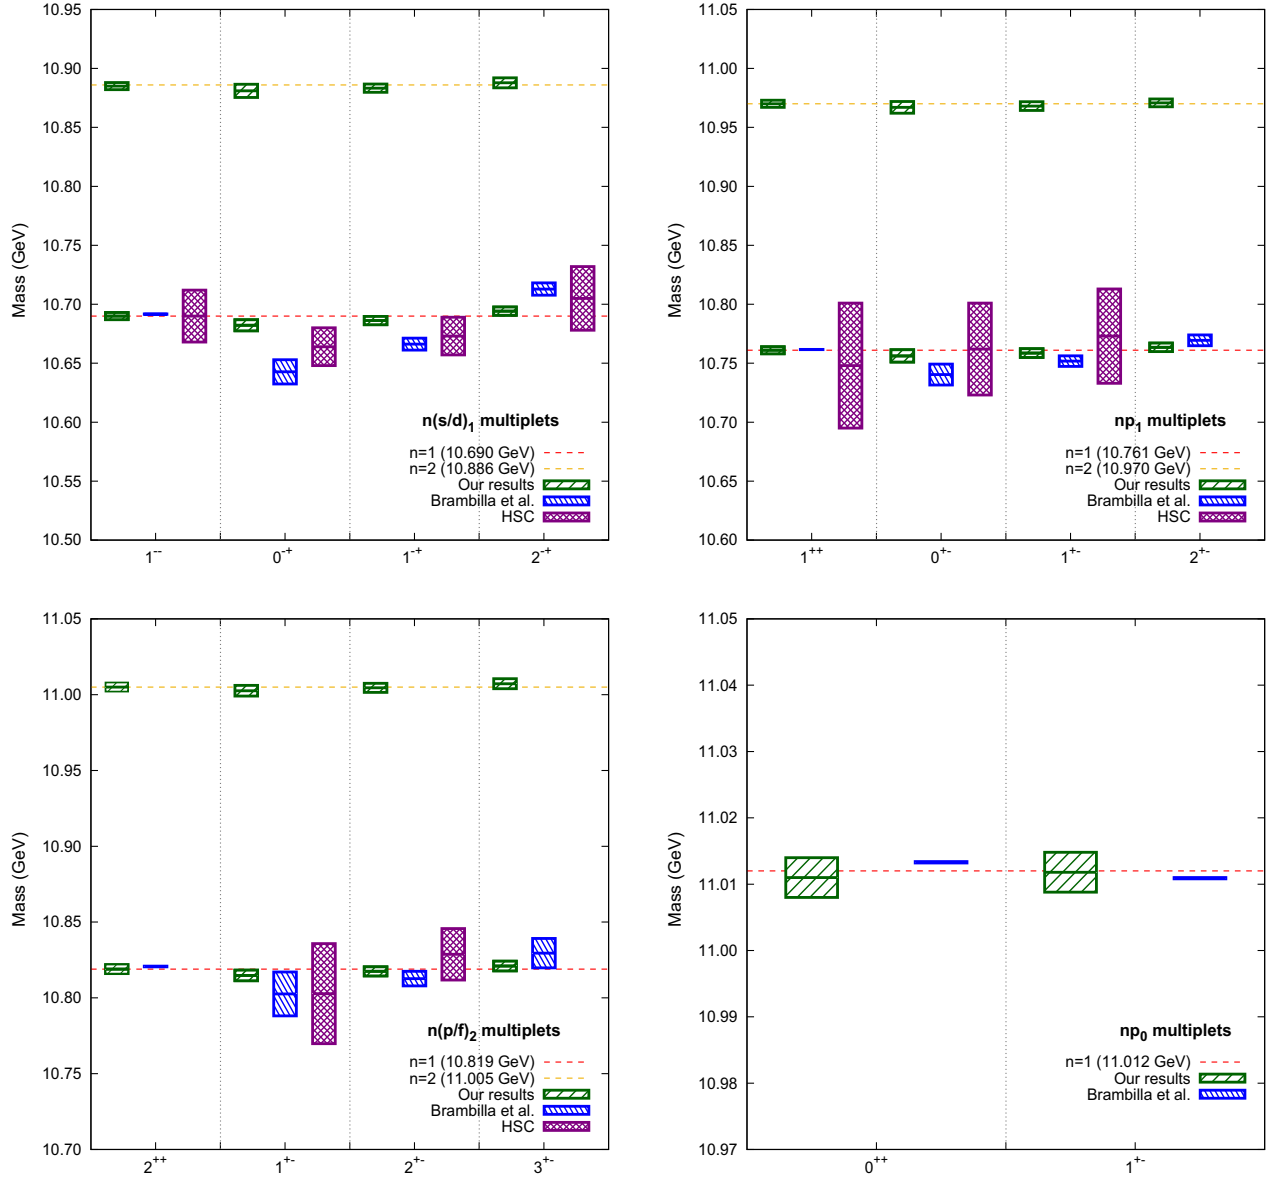 10.95
10.90
10.85
10.80
10.75
10.70
10.65
10.60
10.55
10.50
Mass (GeV)
n(s/d)₁ multiplets
n=1 (10.690 GeV)
n=2 (10.886 GeV)
Our results
Brambilla et al.
HSC
1⁻⁻ 0⁻⁺ 1⁻⁺ 2⁻⁺
11.05
11.00
10.95
10.90
10.85
10.80
10.75
10.70
10.65
10.60
Mass (GeV)
np₁ multiplets
n=1 (10.761 GeV)
n=2 (10.970 GeV)
Our results
Brambilla et al.
HSC
1⁺⁺ 0⁺⁻ 1⁺⁻ 2⁺⁻
11.05
11.00
10.95
10.90
10.85
10.80
10.75
10.70
Mass (GeV)
n(p/f)₂ multiplets
n=1 (10.819 GeV)
n=2 (11.005 GeV)
Our results
Brambilla et al.
HSC
2⁺⁺ 1⁺⁻ 2⁺⁻ 3⁺⁻
11.05
11.04
11.03
11.02
11.01
11.00
10.99
10.98
10.97
Mass (GeV)
np₀ multiplets
n=1 (11.012 GeV)
Our results
Brambilla et al.
0⁺⁺ 1⁺⁻